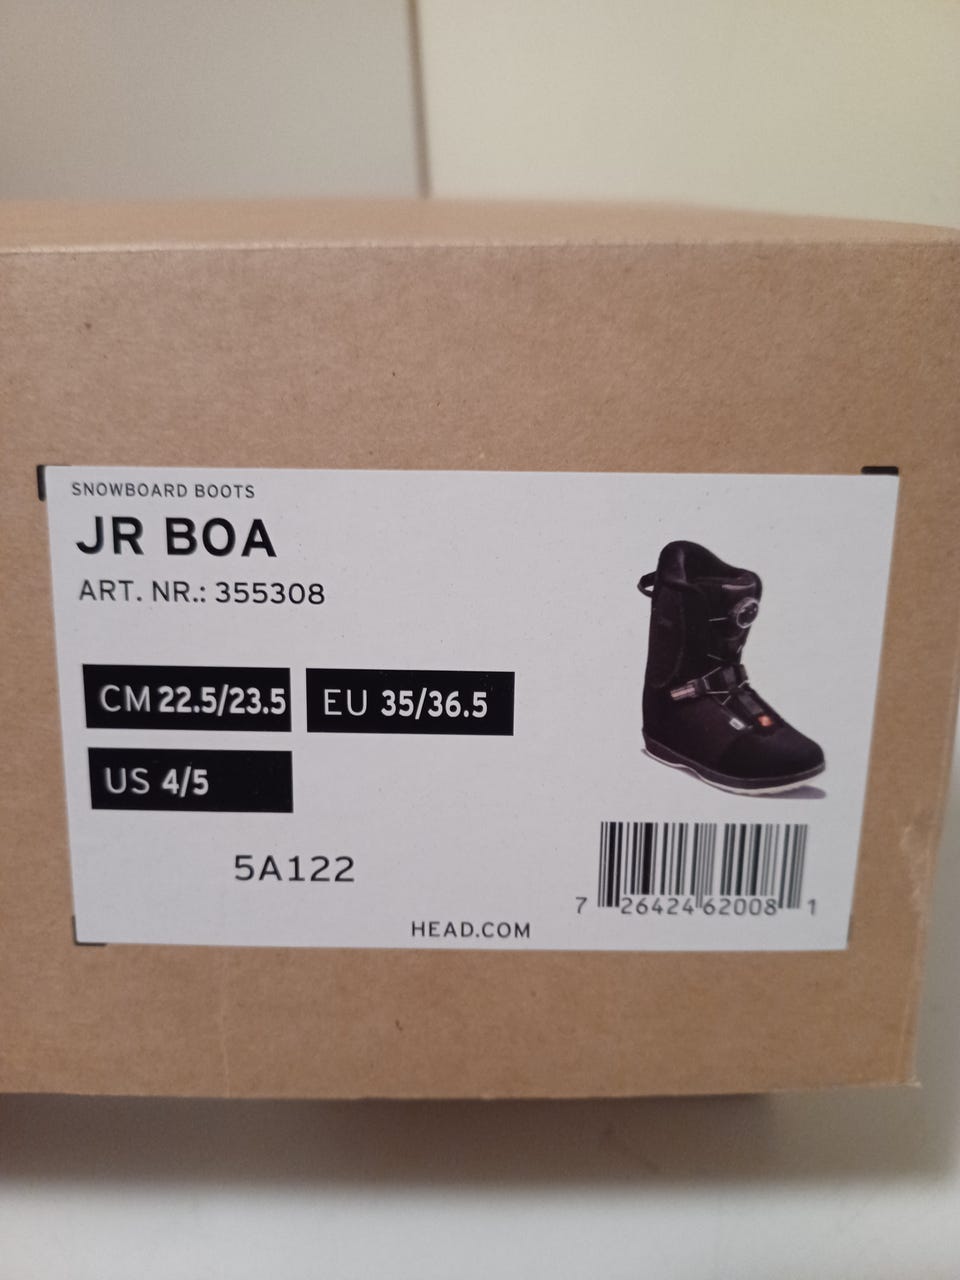 SNOWBOARD BOOTS
JR BOA
ART. NR.: 355308
CM 22.5/23.5 EU 35/36.5
US 4/5
5A122
7 26424 62008 1
HEAD.COM